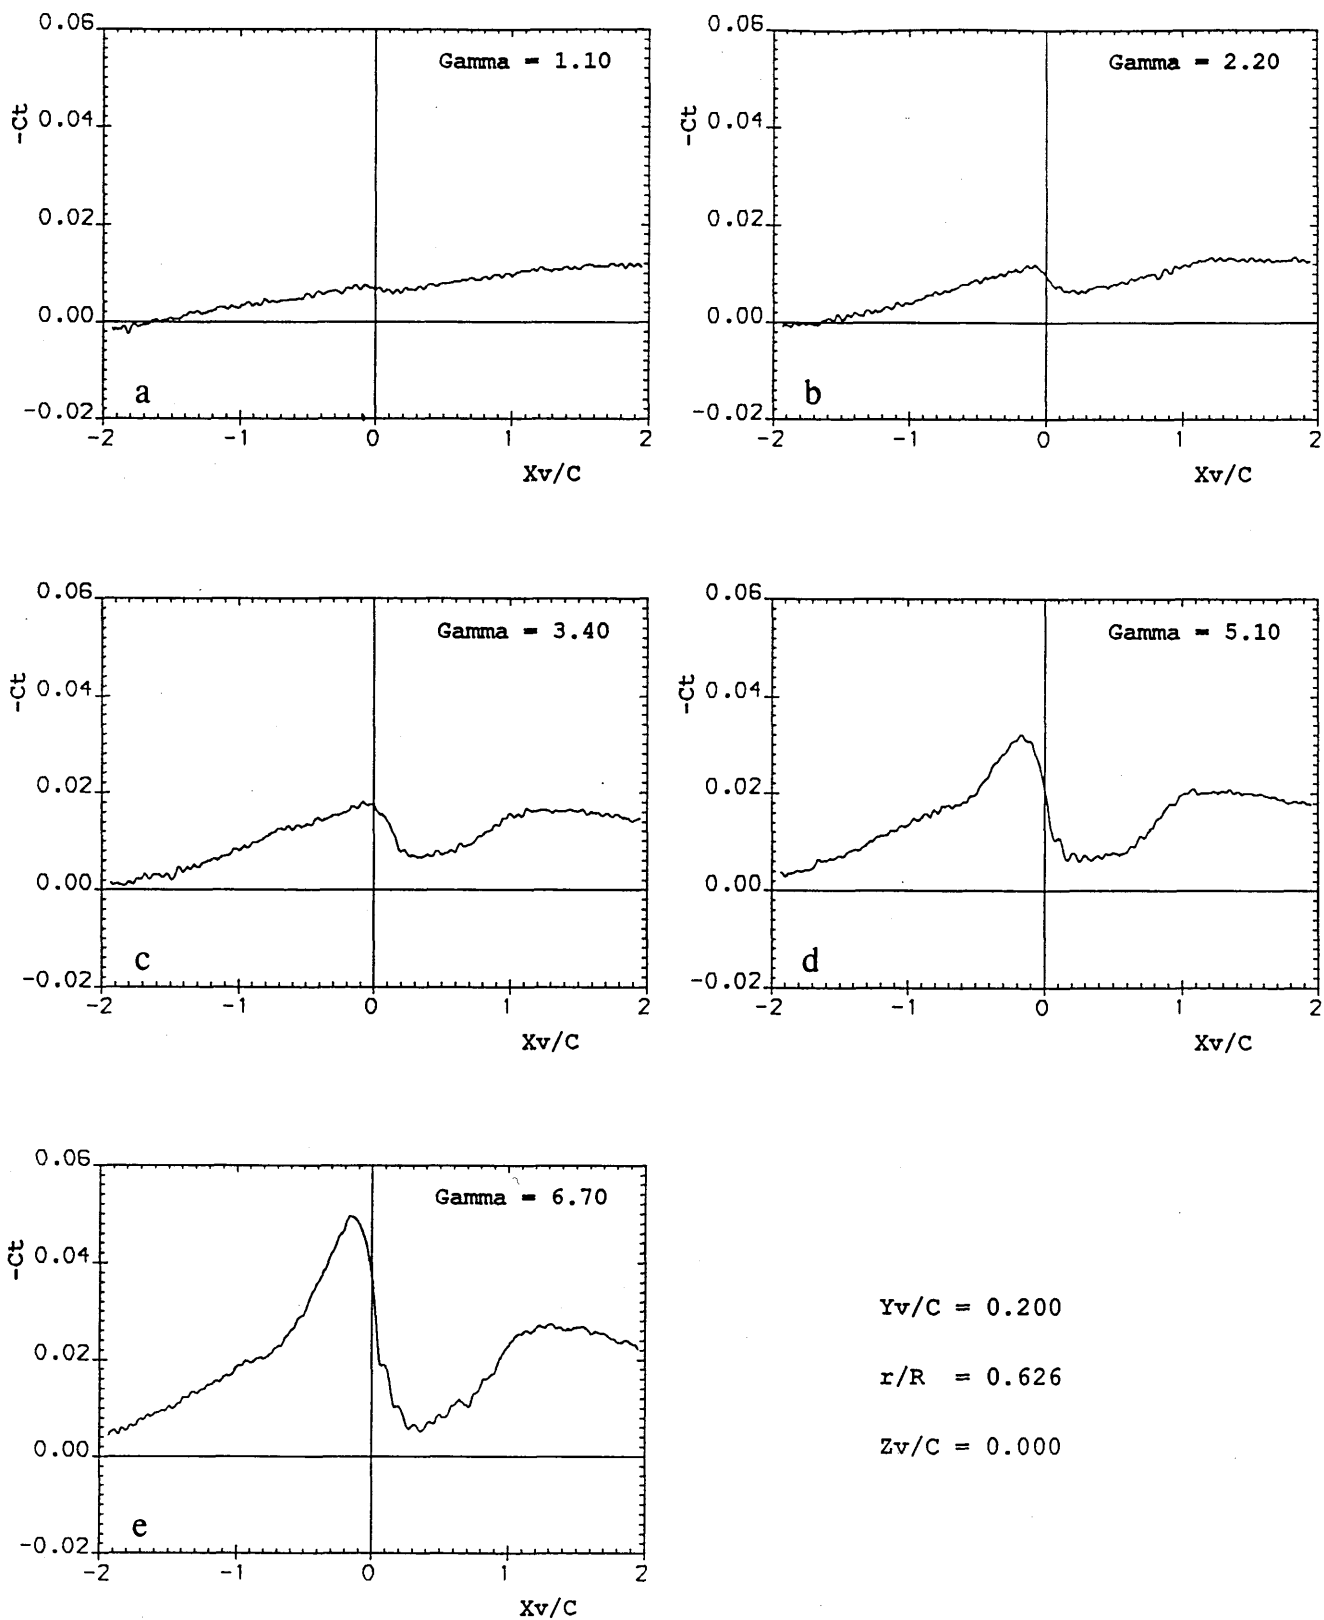 0.06
Gamma = 1.10
-Ct
0.04
0.02
0.00
a
-0.02
-2 -1 0 1 2
Xv/C
0.06
Gamma = 2.20
-Ct
0.04
0.02
0.00
b
-0.02
-2 -1 0 1 2
Xv/C
0.06
Gamma = 3.40
-Ct
0.04
0.02
0.00
c
-0.02
-2 -1 0 1 2
Xv/C
0.06
Gamma = 5.10
-Ct
0.04
0.02
0.00
d
-0.02
-2 -1 0 1 2
Xv/C
0.06
Gamma = 6.70
-Ct
0.04
0.02
0.00
e
-0.02
-2 -1 0 1 2
Xv/C
Yv/C = 0.200
r/R = 0.626
Zv/C = 0.000